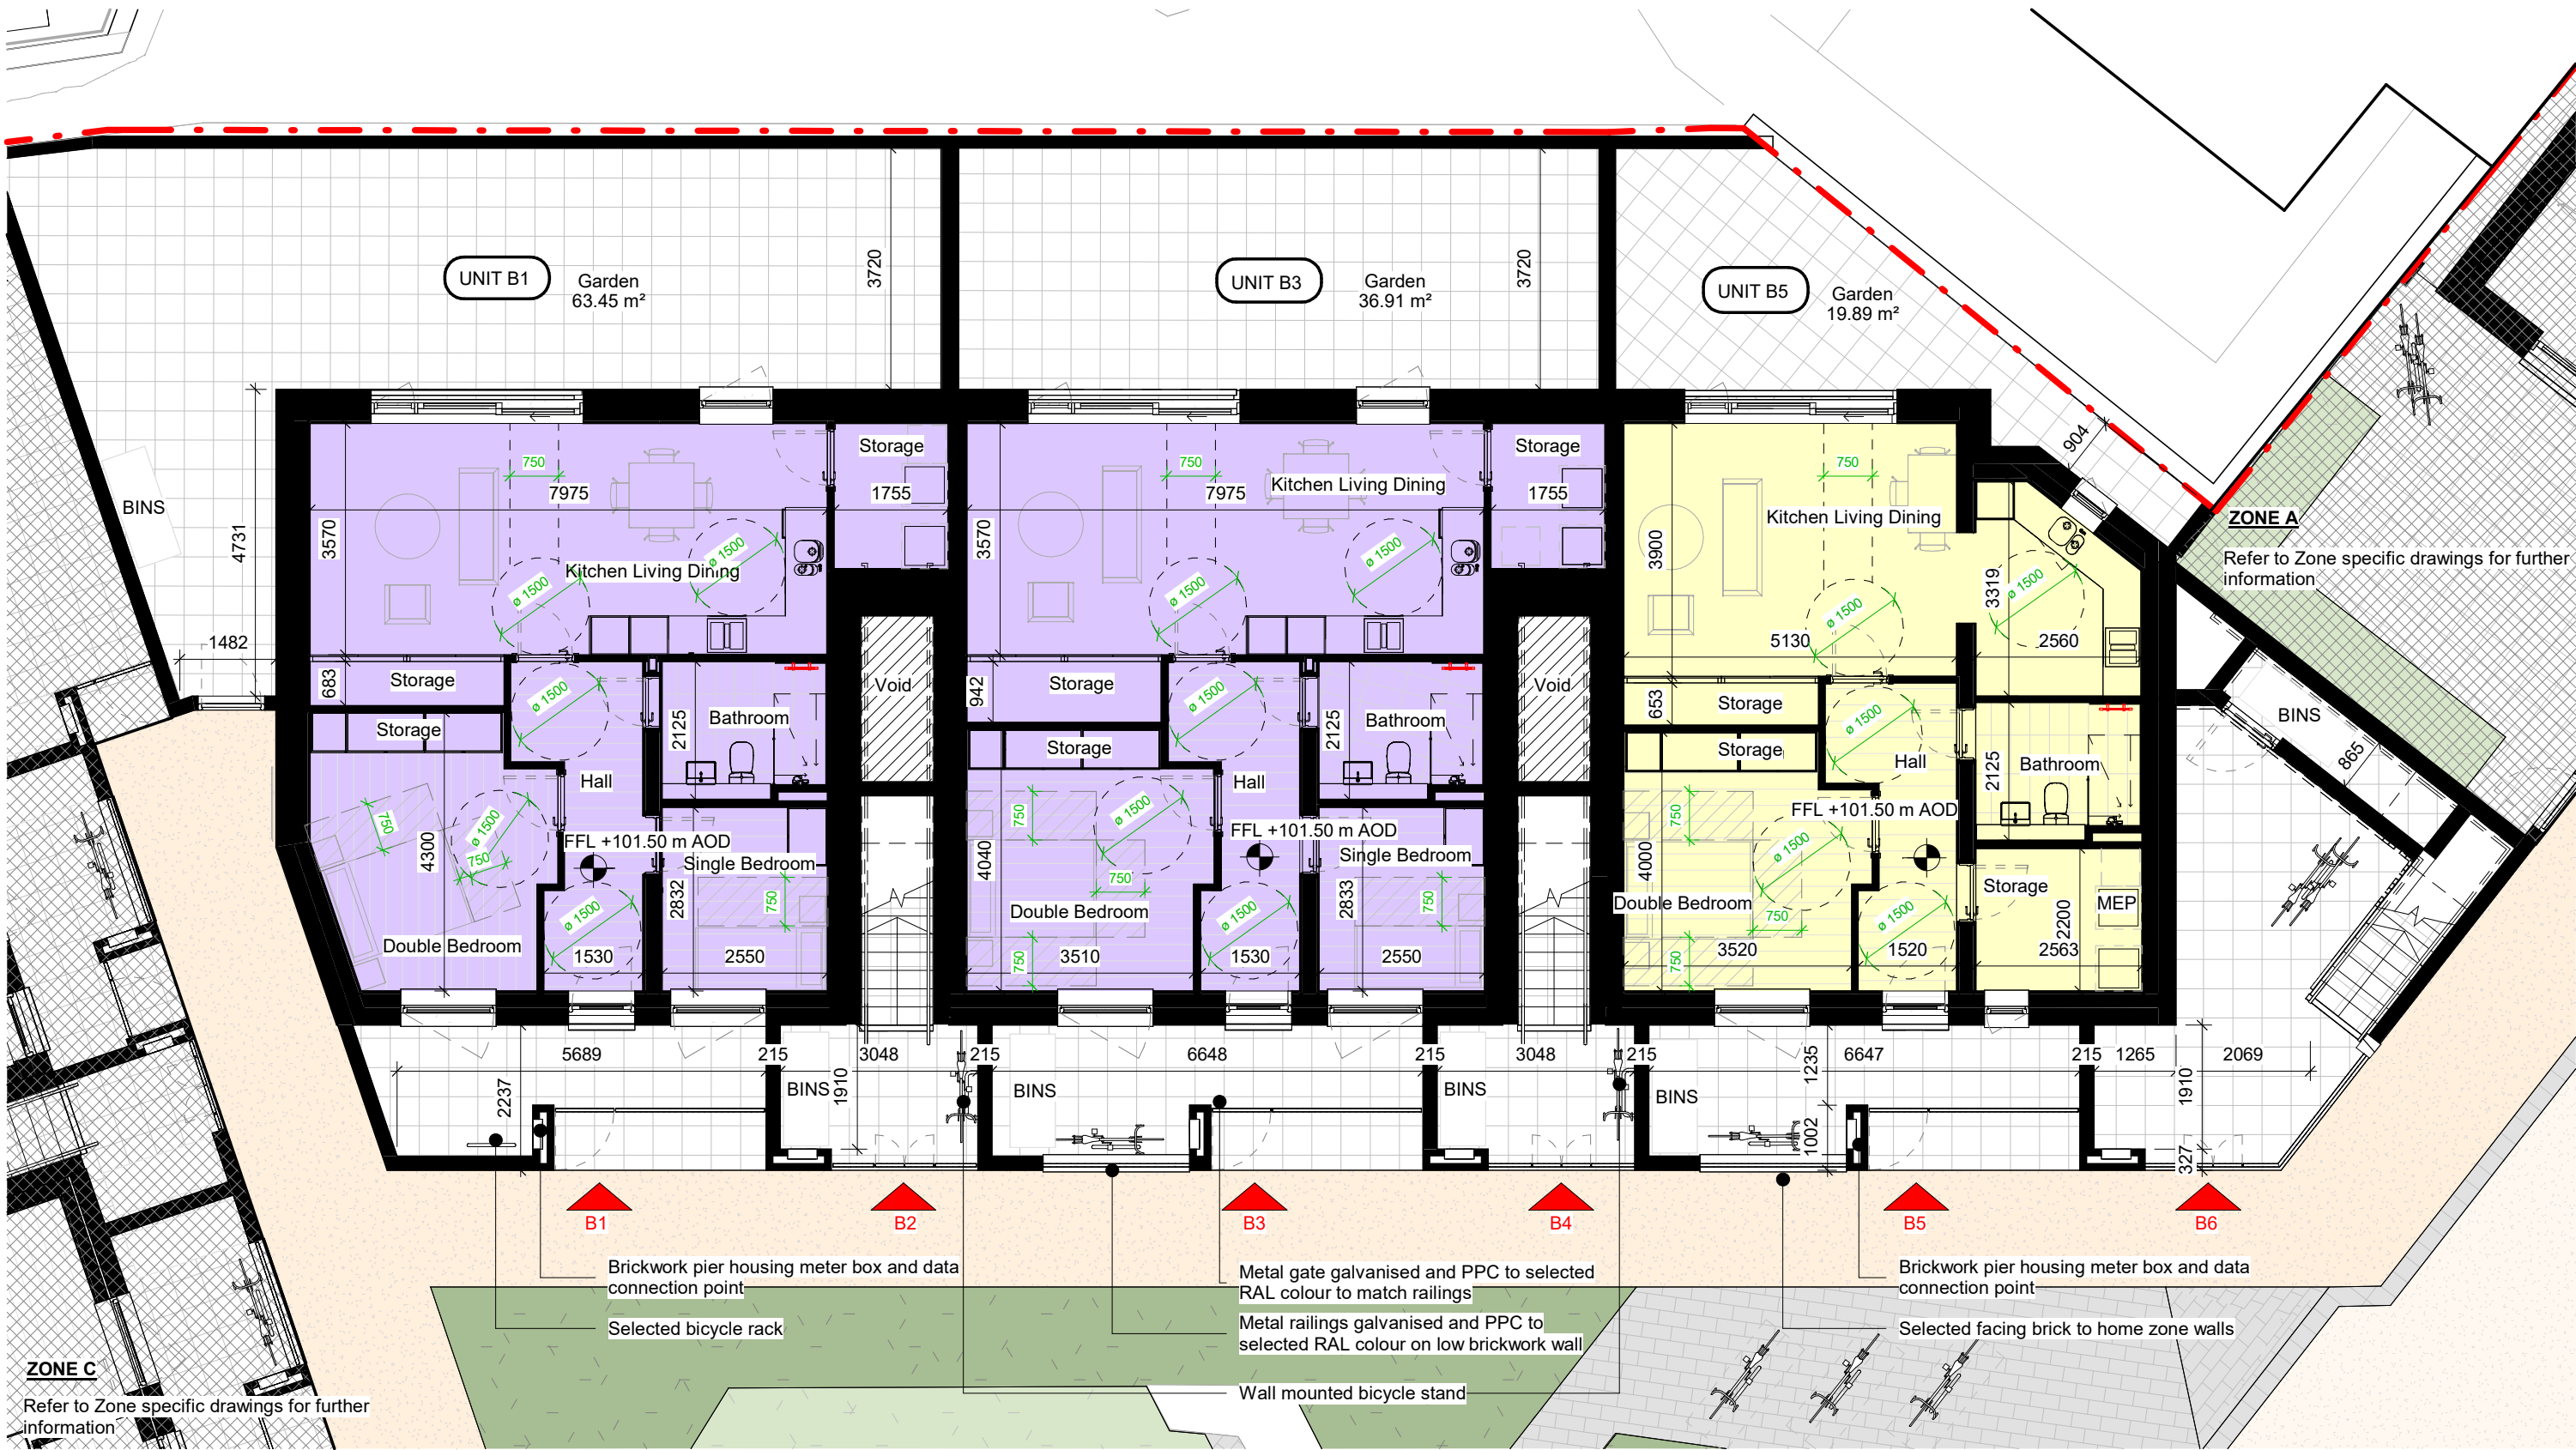 UNIT B1
Garden
63.45 m²
3720
UNIT B3
Garden
36.91 m²
3720
UNIT B5
Garden
19.89 m²
BINS
4731
1482
3570
750
7975
Storage
1755
ø 1500
ø 1500
Kitchen Living Dining
683
Storage
Storage
ø 1500
Hall
2125
Bathroom
Void
750
ø 1500
750
4300
FFL +101.50 m AOD
Single Bedroom
2832
750
Double Bedroom
ø 1500
1530
2550
3570
750
7975
Kitchen Living Dining
Storage
1755
ø 1500
ø 1500
942
Storage
Storage
ø 1500
Hall
2125
Bathroom
Void
750
ø 1500
4040
750
FFL +101.50 m AOD
Single Bedroom
2833
750
Double Bedroom
750
3510
ø 1500
1530
2550
750
Kitchen Living Dining
3900
ø 1500
5130
3319
ø 1500
2560
904
653
Storage
Storage
ø 1500
Hall
2125
Bathroom
750
ø 1500
4000
FFL +101.50 m AOD
Double Bedroom
750
750
3520
ø 1500
1520
Storage
2200
MEP
2563
ZONE A
Refer to Zone specific drawings for further
information
BINS
865
5689
215
3048
215
6648
215
3048
215
6647
215
1265
2069
2237
BINS
1910
BINS
BINS
BINS
1235
1002
1910
327
B1
B2
B3
B4
B5
B6
Brickwork pier housing meter box and data
connection point
Selected bicycle rack
Metal gate galvanised and PPC to selected
RAL colour to match railings
Metal railings galvanised and PPC to
selected RAL colour on low brickwork wall
Wall mounted bicycle stand
Brickwork pier housing meter box and data
connection point
Selected facing brick to home zone walls
ZONE C
Refer to Zone specific drawings for further
information